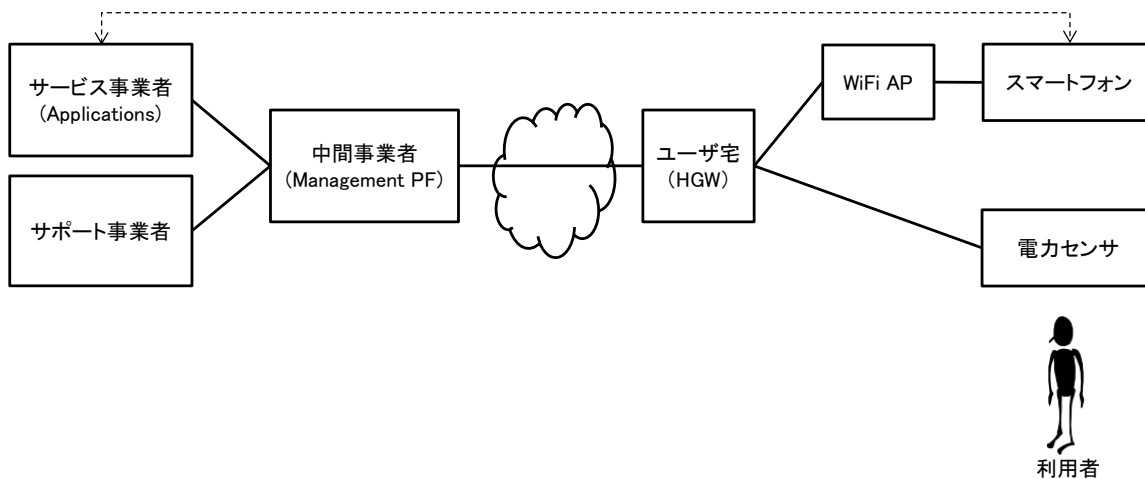 サービス事業者
(Applications)
サポート事業者
中間事業者
(Management PF)
ユーザ宅
(HGW)
WiFi AP
スマートフォン
電力センサ
利用者